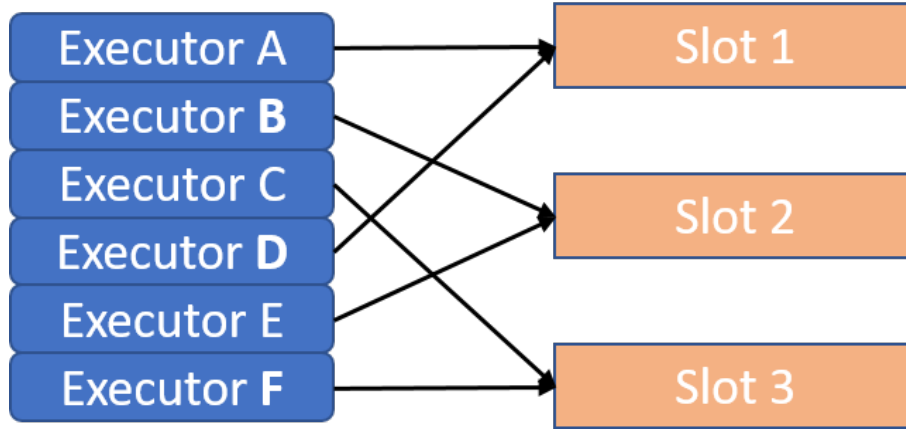 Executor A
Executor B
Executor C
Executor D
Executor E
Executor F
Slot 1
Slot 2
Slot 3